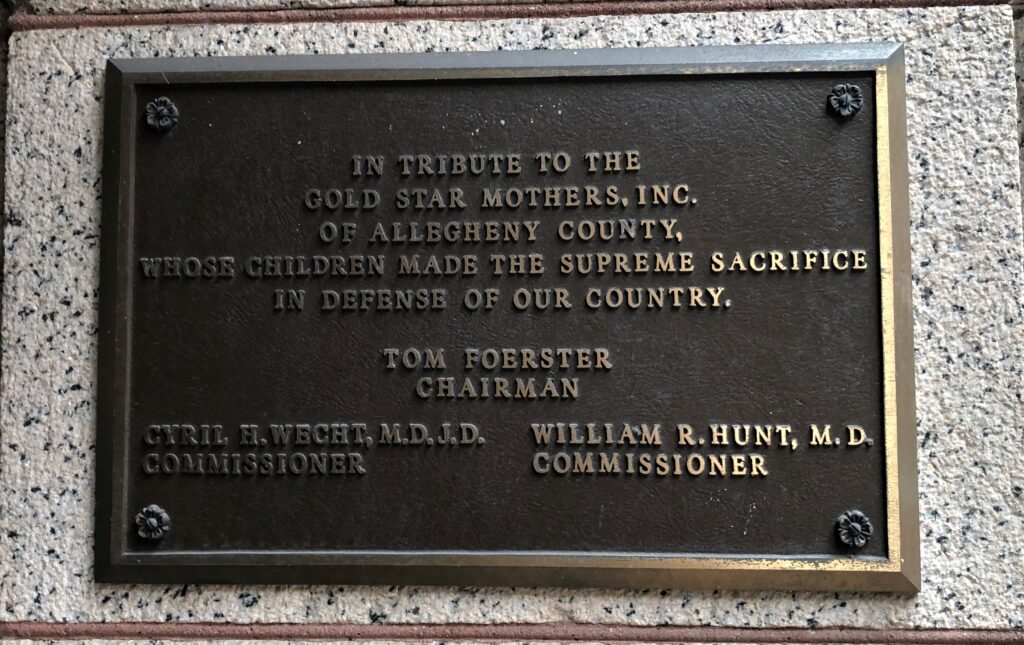 IN TRIBUTE TO THE
GOLD STAR MOTHERS, INC.
OF ALLEGHENY COUNTY,
WHOSE CHILDREN MADE THE SUPREME SACRIFICE
IN DEFENSE OF OUR COUNTRY.
TOM FOERSTER
CHAIRMAN
CYRIL H. WECHT, M.D. J.D.
COMMISSIONER
WILLIAM R. HUNT, M.D.
COMMISSIONER